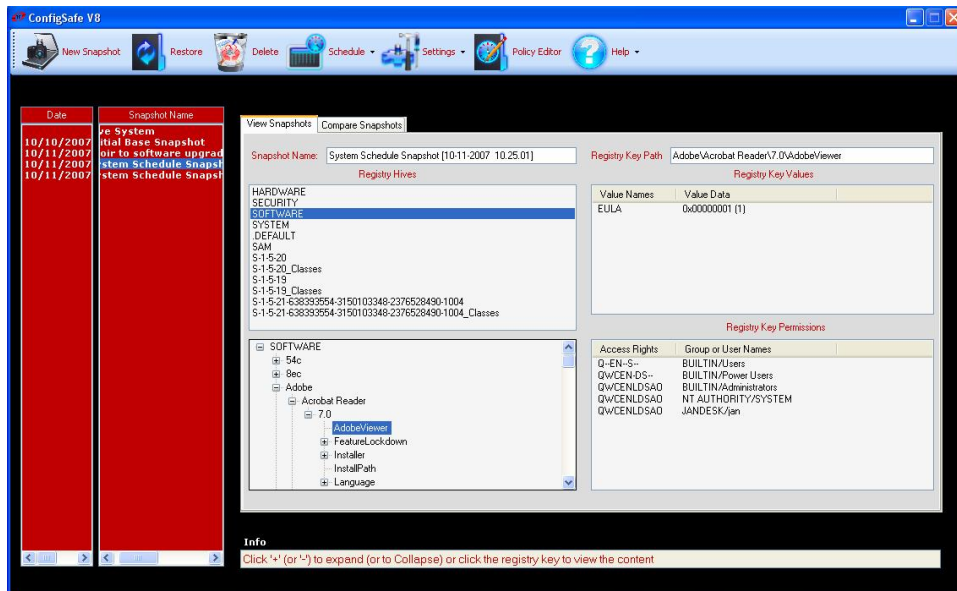 ConfigSafe V8
New Snapshot Restore Delete Schedule Settings Policy Editor Help
Date Snapshot Name
ve System
10/10/2007 itial Base Snapshot
10/11/2007 oir to software upgrad
10/11/2007 stem Schedule Snapsh
10/11/2007 stem Schedule Snapsh
View Snapshots Compare Snapshots
Snapshot Name: System Schedule Snapshot [10-11-2007 10.25.01]
Registry Key Path Adobe\Acrobat Reader\7.0\AdobeViewer
Registry Hives
HARDWARE
SECURITY
SOFTWARE
SYSTEM
.DEFAULT
SAM
S-1-5-20
S-1-5-20_Classes
S-1-5-19
S-1-5-19_Classes
S-1-5-21-638393554-3150103348-2376528490-1004
S-1-5-21-638393554-3150103348-2376528490-1004_Classes
Registry Key Values
Value Names Value Data
EULA 0x00000001 (1)
SOFTWARE
54c
8ec
Adobe
Acrobat Reader
7.0
AdobeViewer
FeatureLockdown
Installer
InstallPath
Language
Registry Key Permissions
Access Rights Group or User Names
Q--EN--S-- BUILTIN/Users
QWCEN-DS-- BUILTIN/Power Users
QWCENLDSAO BUILTIN/Administrators
QWCENLDSAO NT AUTHORITY/SYSTEM
QWCENLDSAO JANDESK/jan
Info
Click '+' (or '-') to expand (or to Collapse) or click the registry key to view the content